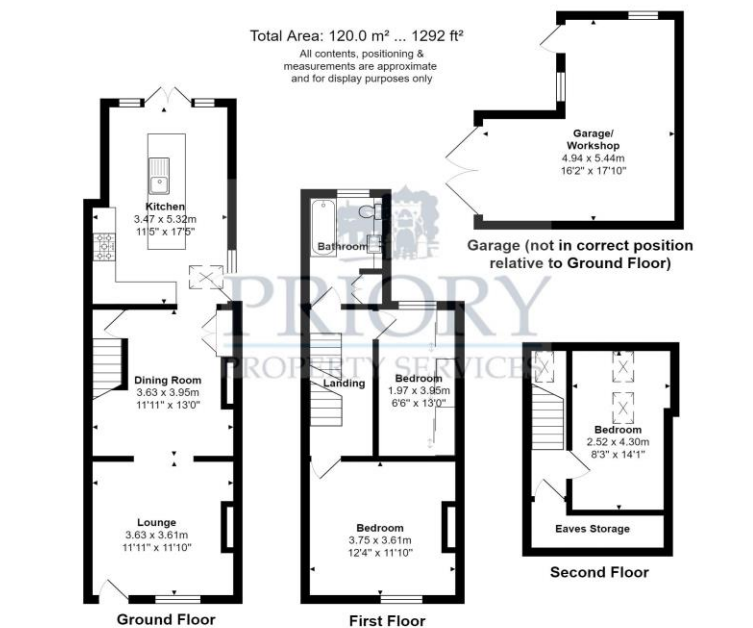 Total Area: 120.0 m² ... 1292 ft²
All contents, positioning &
measurements are approximate
and for display purposes only
Kitchen
3.47 x 5.32m
11'5" x 17'5"
Dining Room
3.63 x 3.95m
11'11" x 13'0"
Lounge
3.63 x 3.61m
11'11" x 11'10"
Ground Floor
Bathroom
Landing
Bedroom
1.97 x 3.95m
6'6" x 13'0"
Bedroom
3.75 x 3.61m
12'4" x 11'10"
First Floor
Garage/
Workshop
4.94 x 5.44m
16'2" x 17'10"
Garage (not in correct position
relative to Ground Floor)
Bedroom
2.52 x 4.30m
8'3" x 14'1"
Eaves Storage
Second Floor
PRIORY
PROPERTY SERVICES